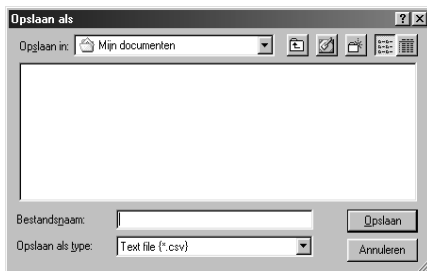 Opslaan als
Opslaan in: Mijn documenten
Bestandsnaam:
Opslaan
Opslaan als type: Text file {*.csv}
Annuleren